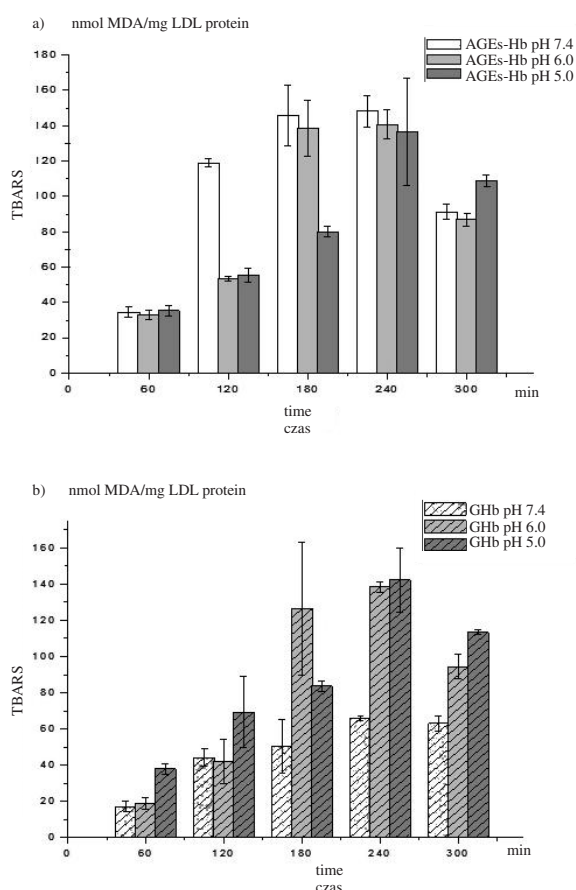 a) nmol MDA/mg LDL protein
AGEs-Hb pH 7.4
AGEs-Hb pH 6.0
AGEs-Hb pH 5.0
180
160
140
120
100
80
60
40
20
0
TBARS
0 60 120 180 240 300 min
time
czas
b) nmol MDA/mg LDL protein
GHb pH 7.4
GHb pH 6.0
GHb pH 5.0
160
140
120
100
80
60
40
20
0
TBARS
0 60 120 180 240 300 min
time
czas